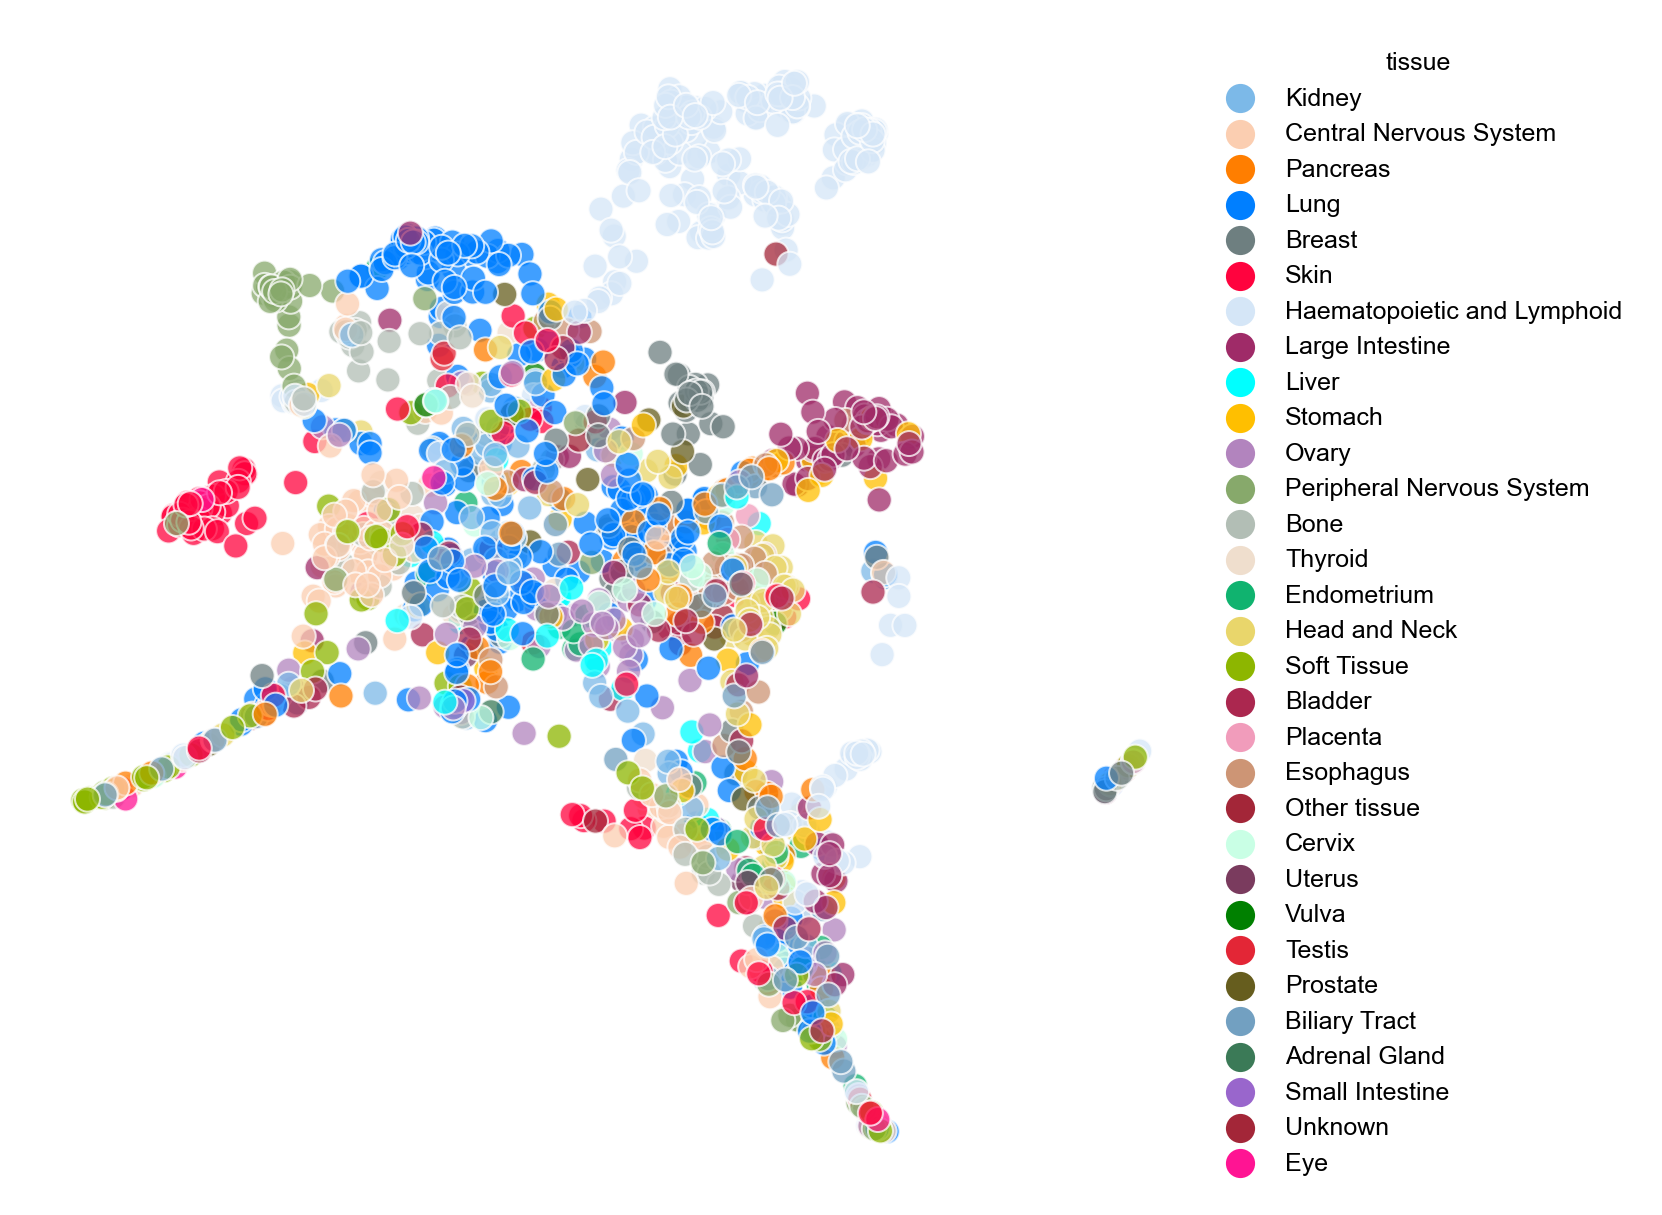 tissue
Kidney
Central Nervous System
Pancreas
Lung
Breast
Skin
Haematopoietic and Lymphoid
Large Intestine
Liver
Stomach
Ovary
Peripheral Nervous System
Bone
Thyroid
Endometrium
Head and Neck
Soft Tissue
Bladder
Placenta
Esophagus
Other tissue
Cervix
Uterus
Vulva
Testis
Prostate
Biliary Tract
Adrenal Gland
Small Intestine
Unknown
Eye